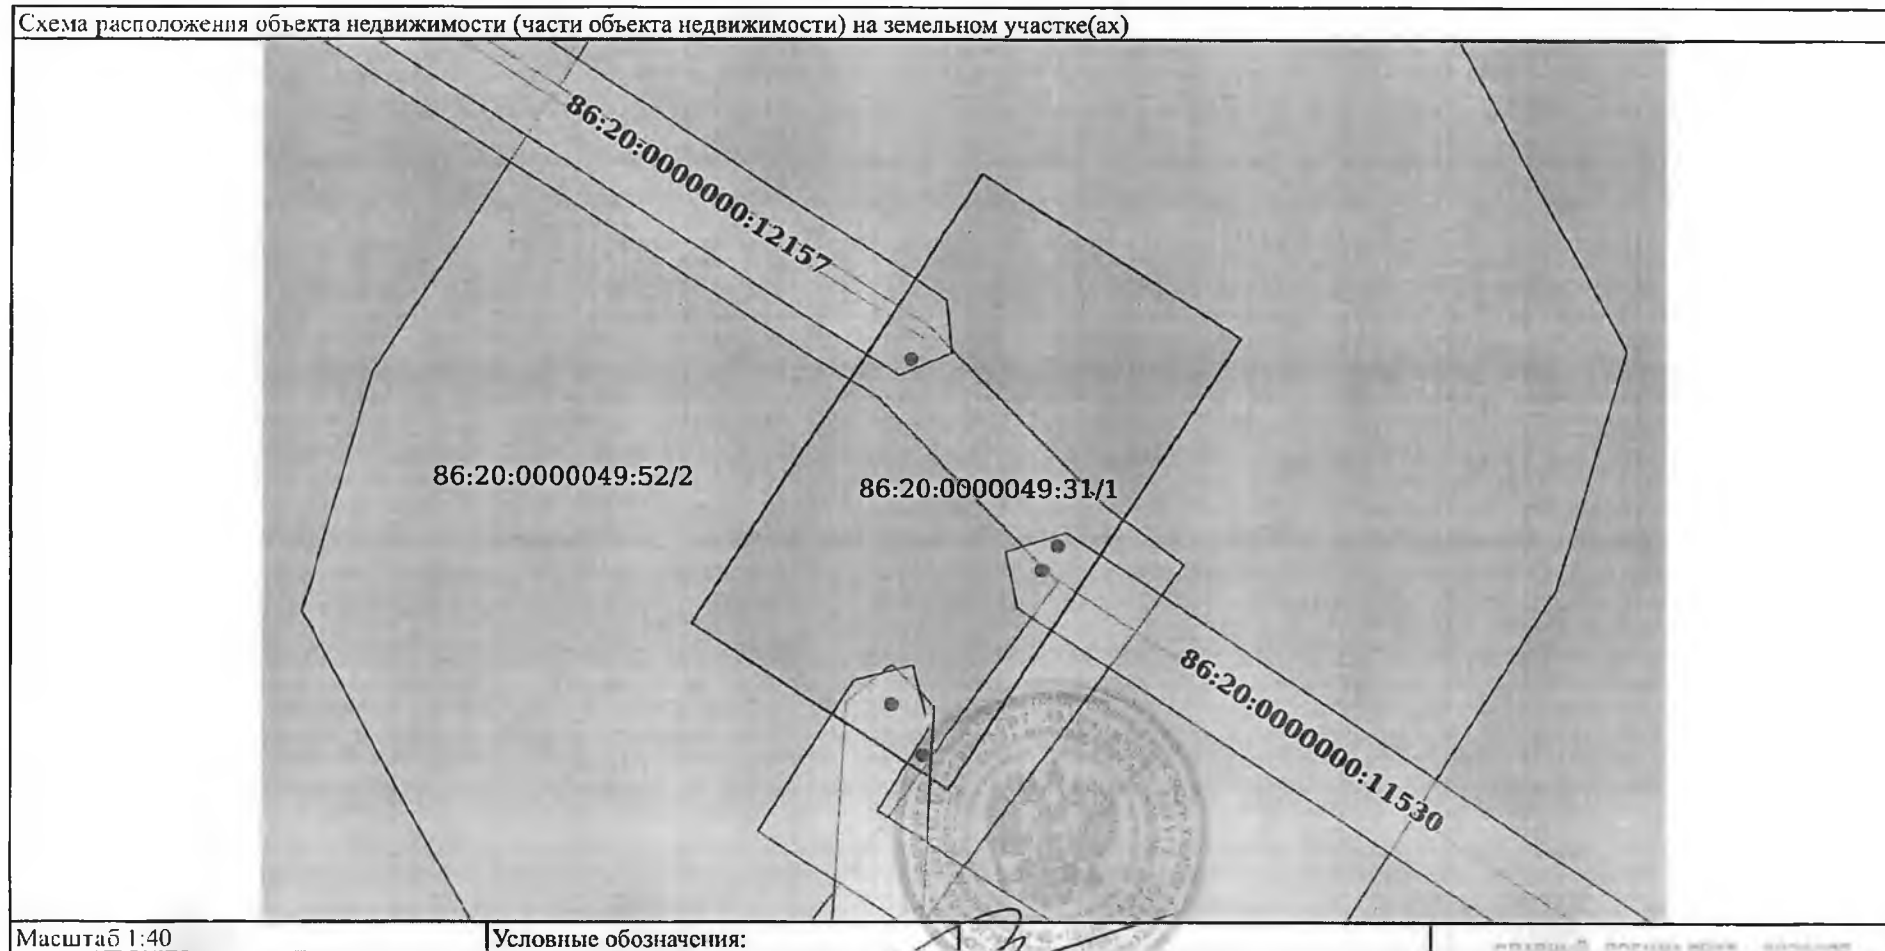 Схема расположения объекта недвижимости (части объекта недвижимости) на земельном участке(ах)
86:20:0000000:12157
86:20:0000049:52/2
86:20:0000049:31/1
86:20:0000000:11530
Масштаб 1:40
Условные обозначения: